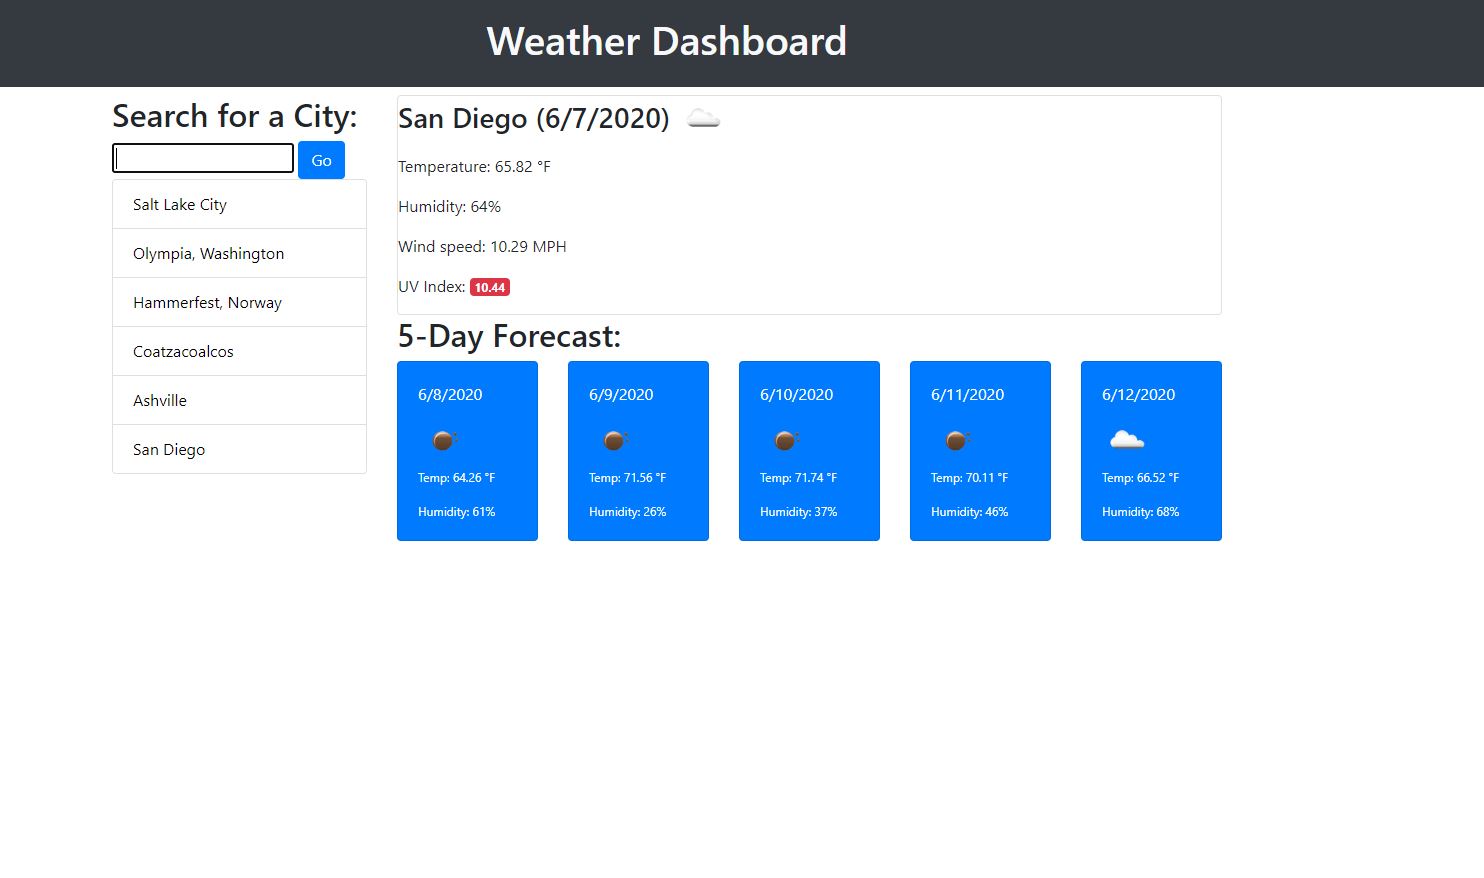 Weather Dashboard
Search for a City:
Go
Salt Lake City
Olympia, Washington
Hammerfest, Norway
Coatzacoalcos
Ashville
San Diego
San Diego (6/7/2020)
Temperature: 65.82 °F
Humidity: 64%
Wind speed: 10.29 MPH
UV Index: 10.44
5-Day Forecast:
6/8/2020
Temp: 64.26 °F
Humidity: 61%
6/9/2020
Temp: 71.56 °F
Humidity: 26%
6/10/2020
Temp: 71.74 °F
Humidity: 37%
6/11/2020
Temp: 70.11 °F
Humidity: 46%
6/12/2020
Temp: 66.52 °F
Humidity: 68%